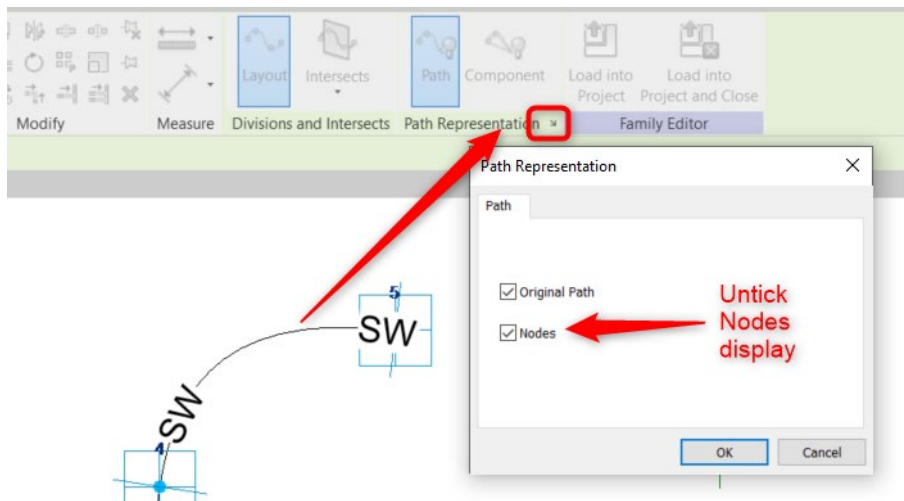 Layout
Intersects
Path
Component
Load into
Project
Load into
Project and Close
Modify
Measure
Divisions and Intersects
Path Representation
Family Editor
Path Representation
Path
Original Path
Nodes
Untick
Nodes
display
OK
Cancel
5
SW
SW
4